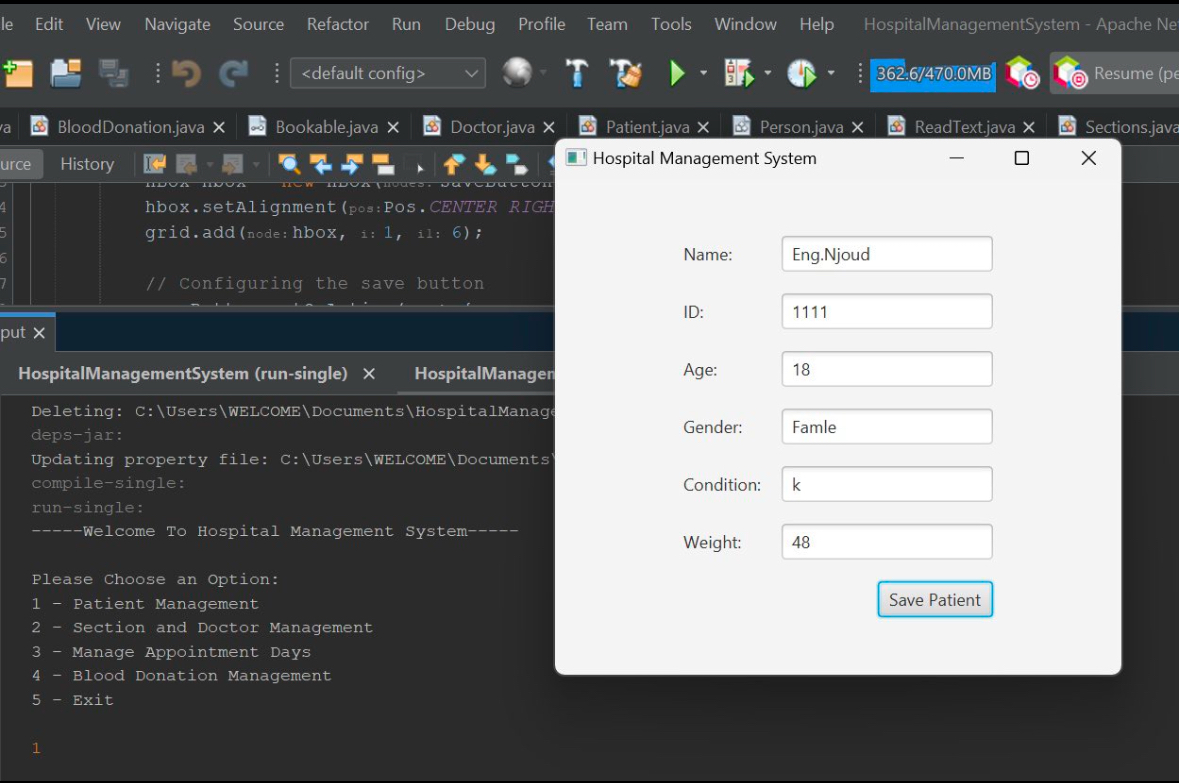 le Edit View Navigate Source Refactor Run Debug Profile Team Tools Window Help HospitalManagementSystem - Apache Ne
<default config> 362.6/470.0MB Resume (pe
va BloodDonation.java Bookable.java Doctor.java Patient.java Person.java ReadText.java Sections.java
urce History
hbox.setAlignment(pos:Pos.CENTER RIGH
grid.add(node:hbox, i:1, i1: 6);
// Configuring the save button
put
HospitalManagementSystem (run-single) HospitalManagem
Deleting: C:\Users\WELCOME\Documents\HospitalManage
deps-jar:
Updating property file: C:\Users\WELCOME\Documents\
compile-single:
run-single:
-----Welcome To Hospital Management System-----
Please Choose an Option:
1 - Patient Management
2 - Section and Doctor Management
3 - Manage Appointment Days
4 - Blood Donation Management
5 - Exit
1
Hospital Management System
Name: Eng.Njoud
ID: 1111
Age: 18
Gender: Famle
Condition: k
Weight: 48
Save Patient